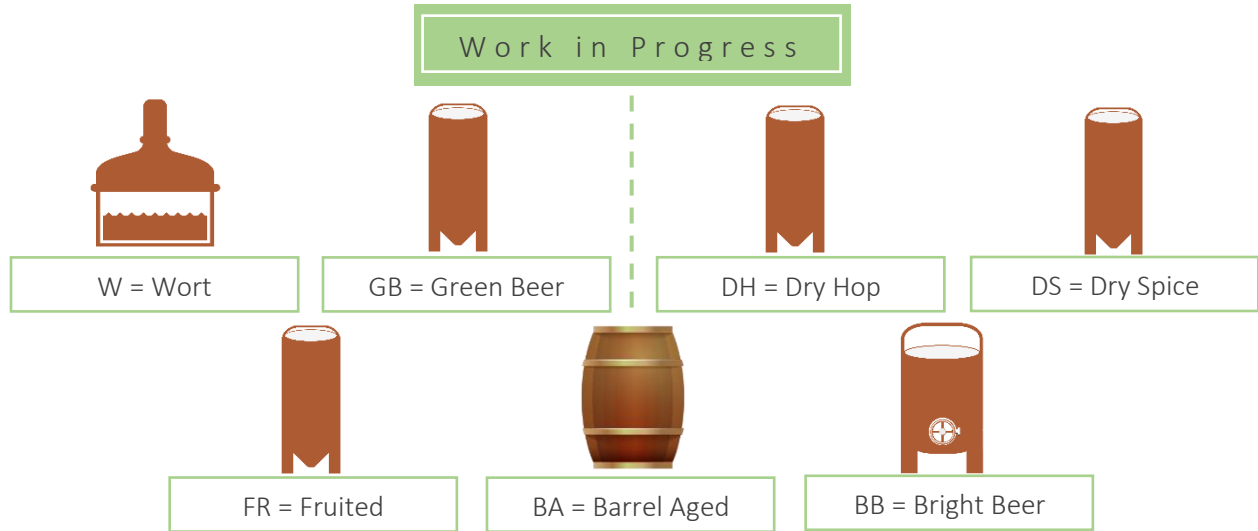 Work in Progress
W = Wort
GB = Green Beer
DH = Dry Hop
DS = Dry Spice
FR = Fruited
BA = Barrel Aged
BB = Bright Beer